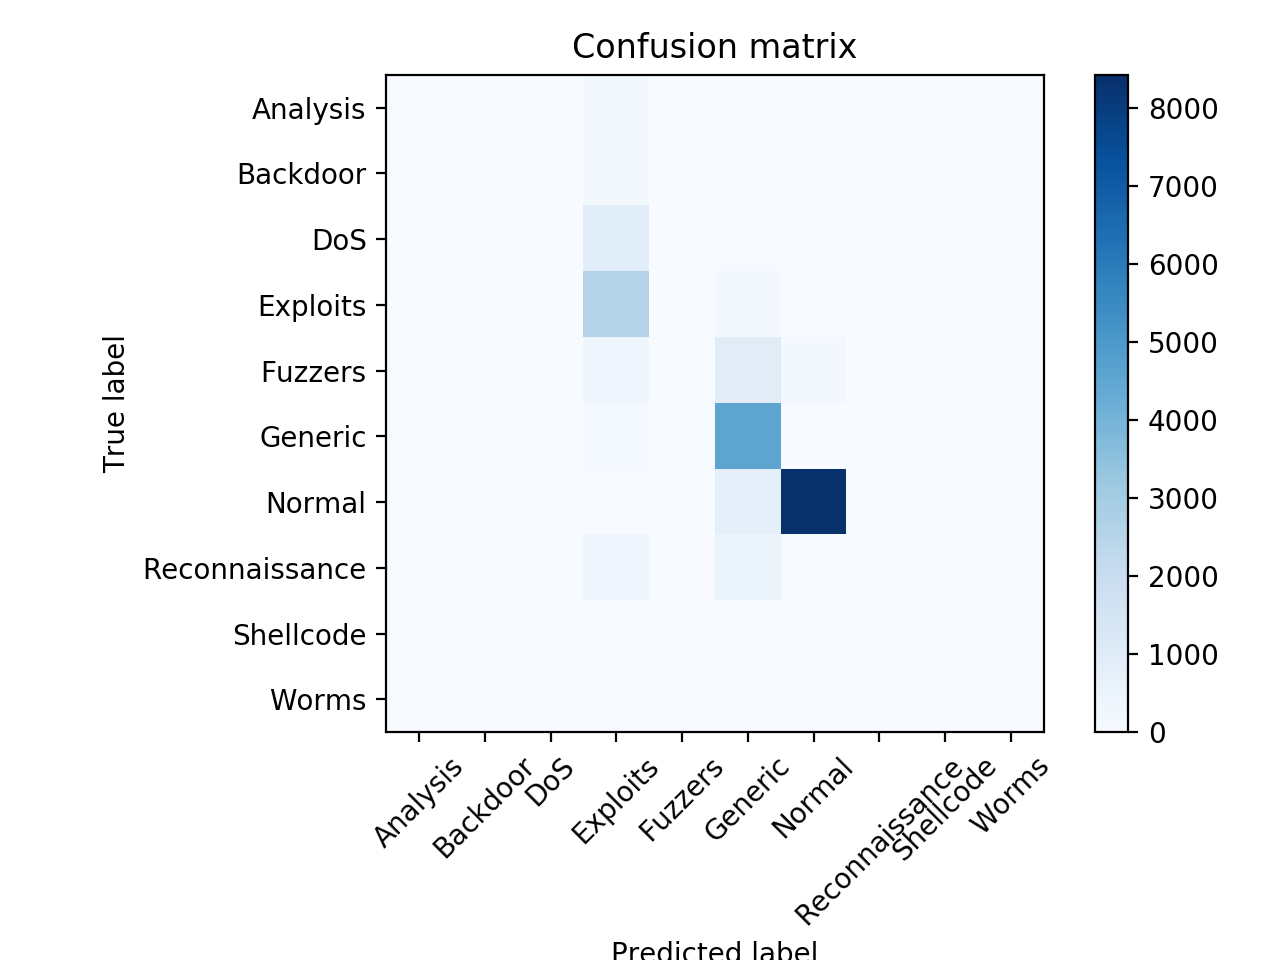 Confusion matrix
Analysis
Backdoor
DoS
Exploits
Fuzzers
Generic
Normal
Reconnaissance
Shellcode
Worms
True label
Analysis
Backdoor
DoS
Exploits
Fuzzers
Generic
Normal
Reconnaissance
Shellcode
Worms
Predicted label
8000
7000
6000
5000
4000
3000
2000
1000
0